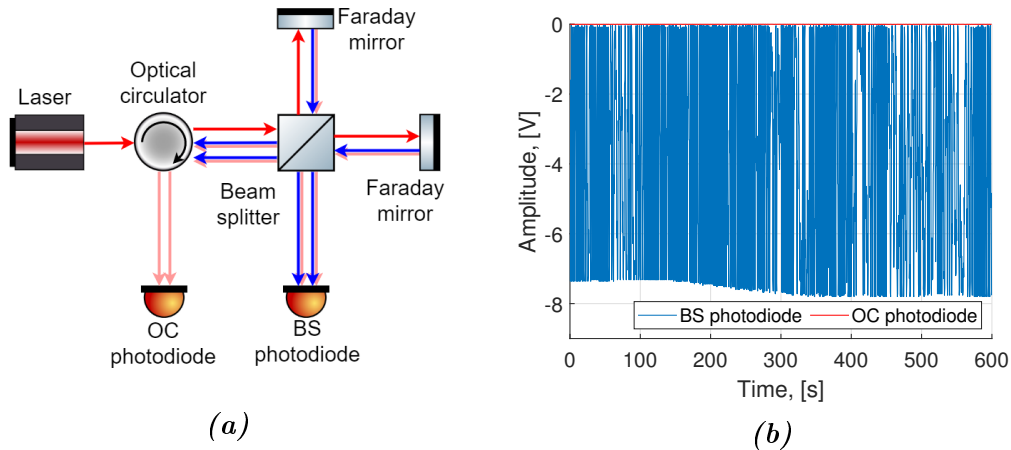 Faraday
mirror
Optical
circulator
Laser
Beam
splitter
Faraday
mirror
OC
photodiode
BS
photodiode
(a)
0
-2
-4
-6
-8
Amplitude, [V]
BS photodiode
OC photodiode
0
100
200
300
400
500
600
Time, [s]
(b)